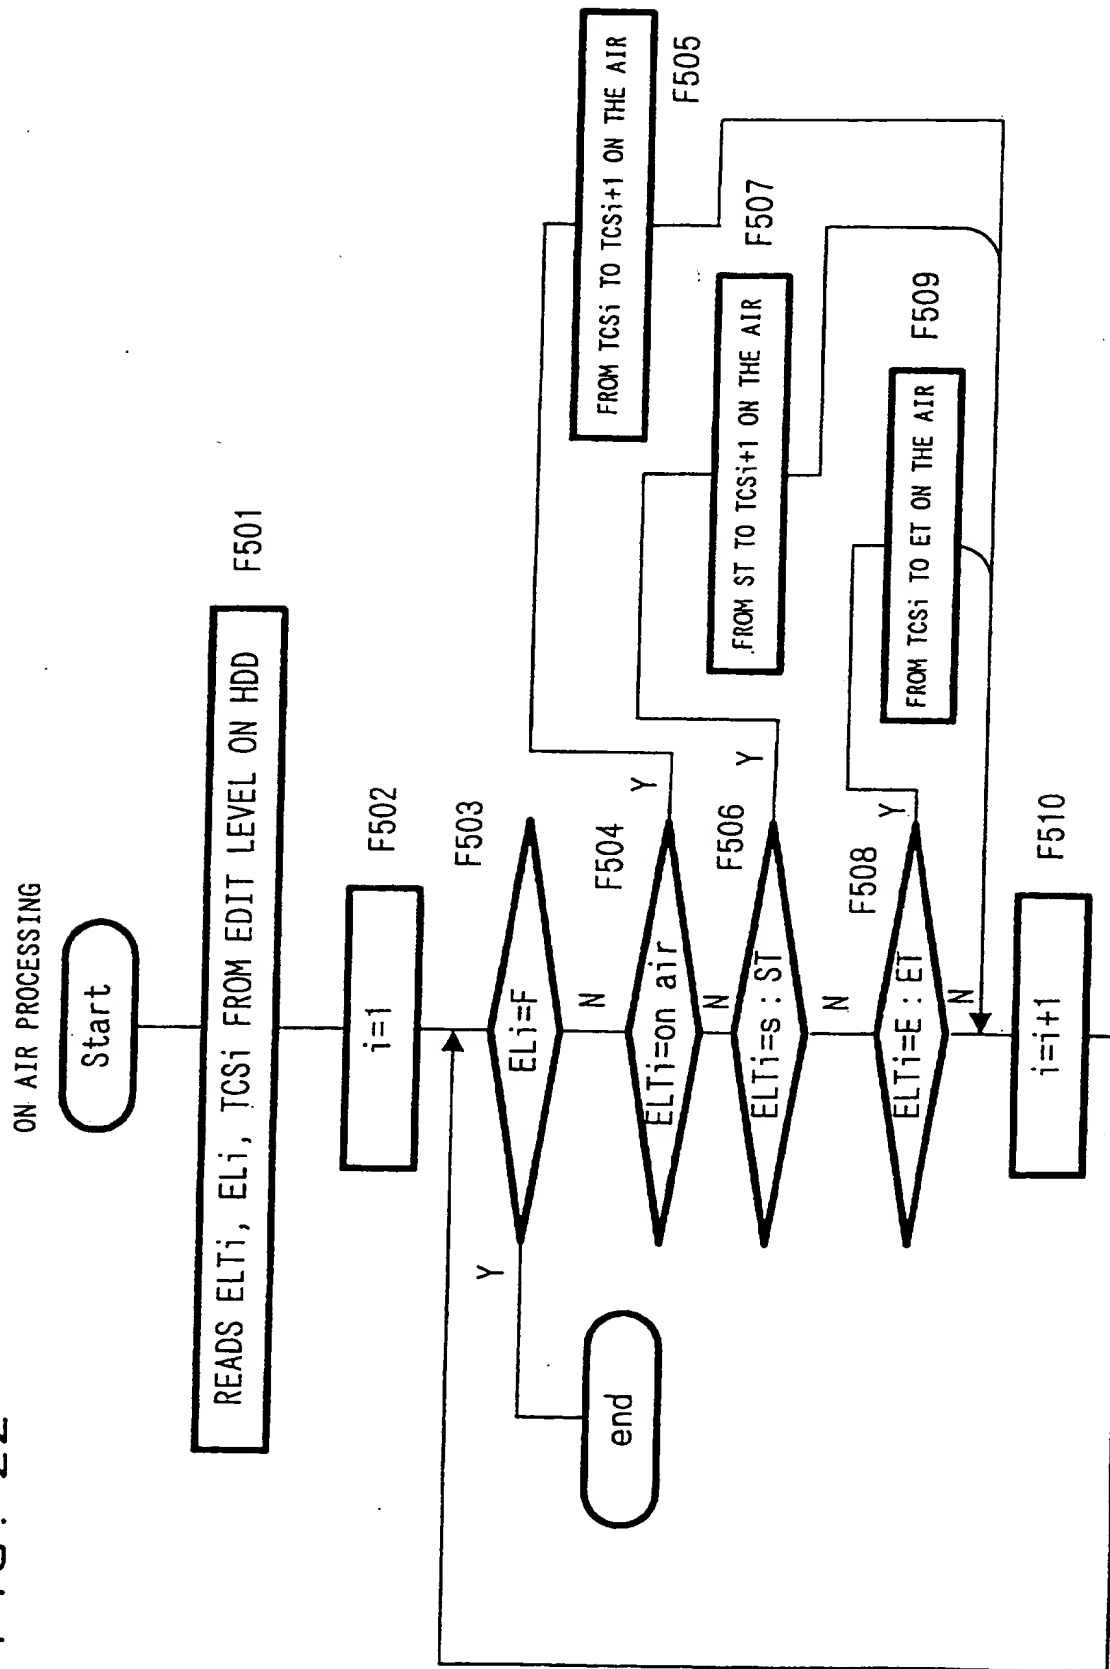 FIG. 22
ON AIR PROCESSING
Start
READS ELTi, ELi, TCSi FROM EDIT LEVEL ON HDD
F501
i=1
F502
F503
ELi=F
Y
N
end
F504
ELTi=on air
Y
N
FROM TCSi TO TCSi+1 ON THE AIR
F505
F506
ELTi=s : ST
Y
N
FROM ST TO TCSi+1 ON THE AIR
F507
F508
ELTi=E : ET
Y
N
FROM TCSi TO ET ON THE AIR
F509
i=i+1
F510